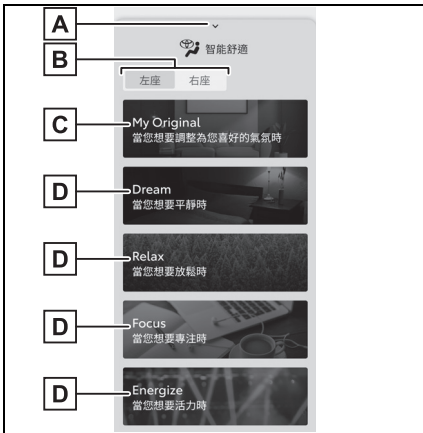 A
智能舒適
B
左座 右座
C
My Original
當您想要調整為您喜好的氣氛時
D
Dream
當您想要平靜時
D
Relax
當您想要放鬆時
D
Focus
當您想要專注時
D
Energize
當您想要活力時